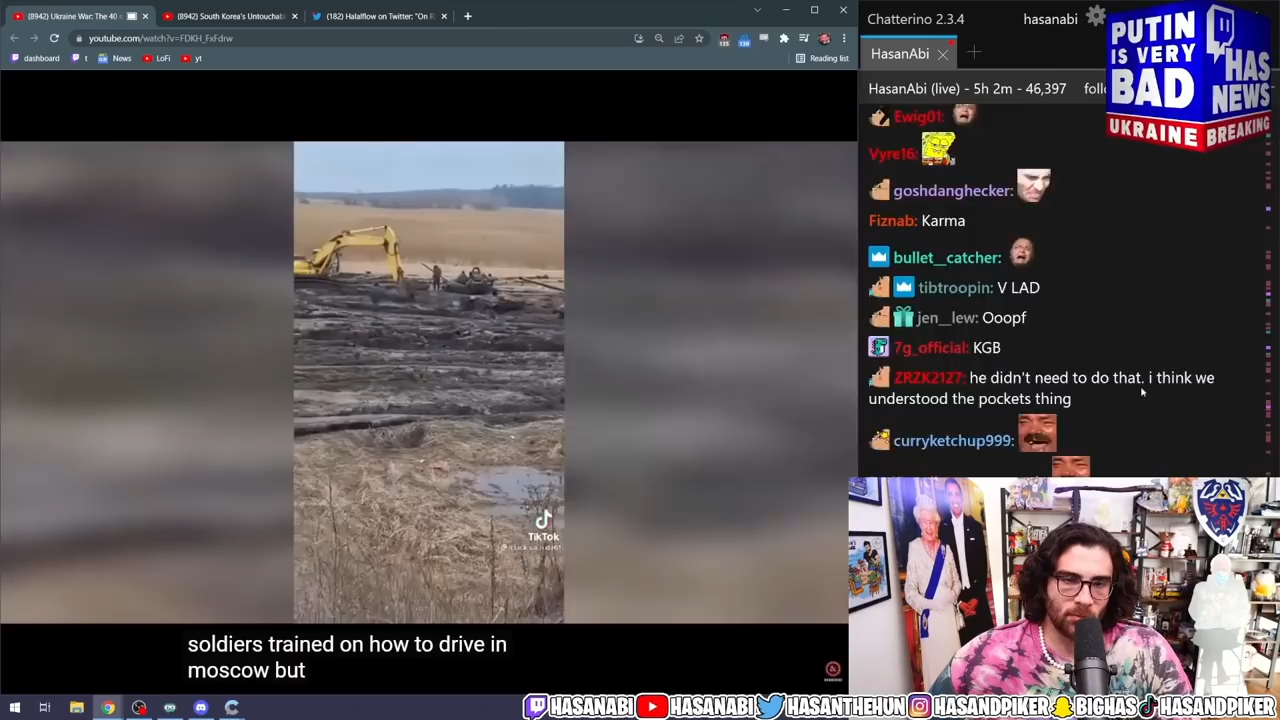 (8942) Ukraine War: The 40
(8942) South Korea's Untouchab
(182) Halalflow on Twitter: "On R
youtube.com/watch?v=FDKH_FxFdrw
dashboard
t
News
LoFi
yt
Reading list
Chatterino 2.3.4
hasanabi
HasanAbi
HasanAbi (live) - 5h 2m - 46,397
PUTIN
IS VERY
BAD
HAS
NEWS
UKRAINE BREAKING
Ewig01:
Vyre16:
goshdanghecker:
Fiznab: Karma
bullet__catcher:
tibtroopin: V LAD
jen__lew: Ooopf
7g_official: KGB
ZRZK2127: he didn't need to do that. i think we
understood the pockets thing
curryketchup999:
TikTok
soldiers trained on how to drive in
moscow but
HASANABI
HASANABI
HASANTHEHUN
HASANDPIKER
BIGHAS
HASANDPIKER